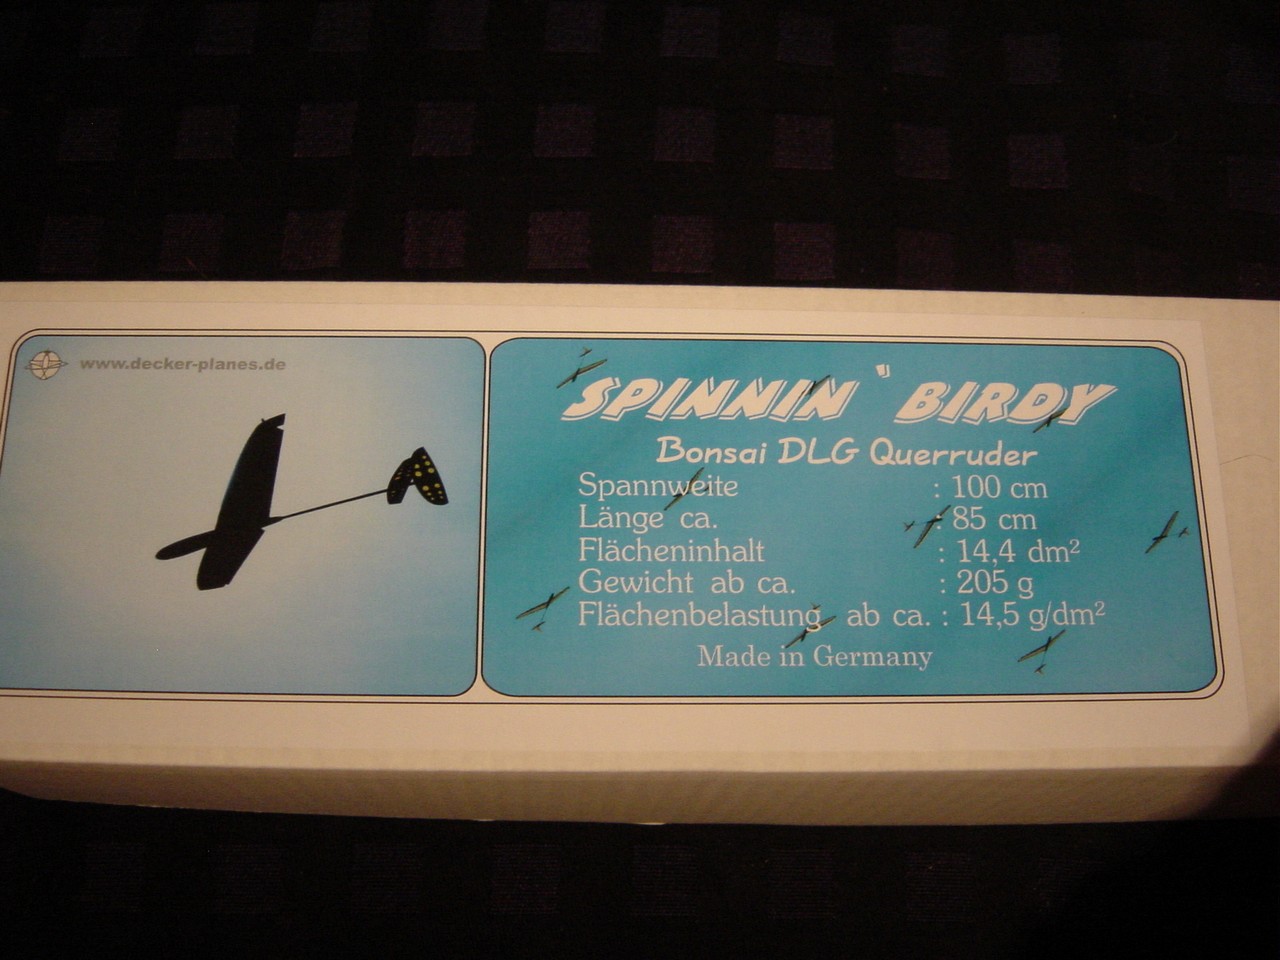 www.decker-planes.de
SPINNIN' BIRDY
Bonsai DLG Querruder
Spannweite : 100 cm
Länge ca. : 85 cm
Flächeninhalt : 14,4 dm²
Gewicht ab ca. : 205 g
Flächenbelastung ab ca. : 14,5 g/dm²
Made in Germany